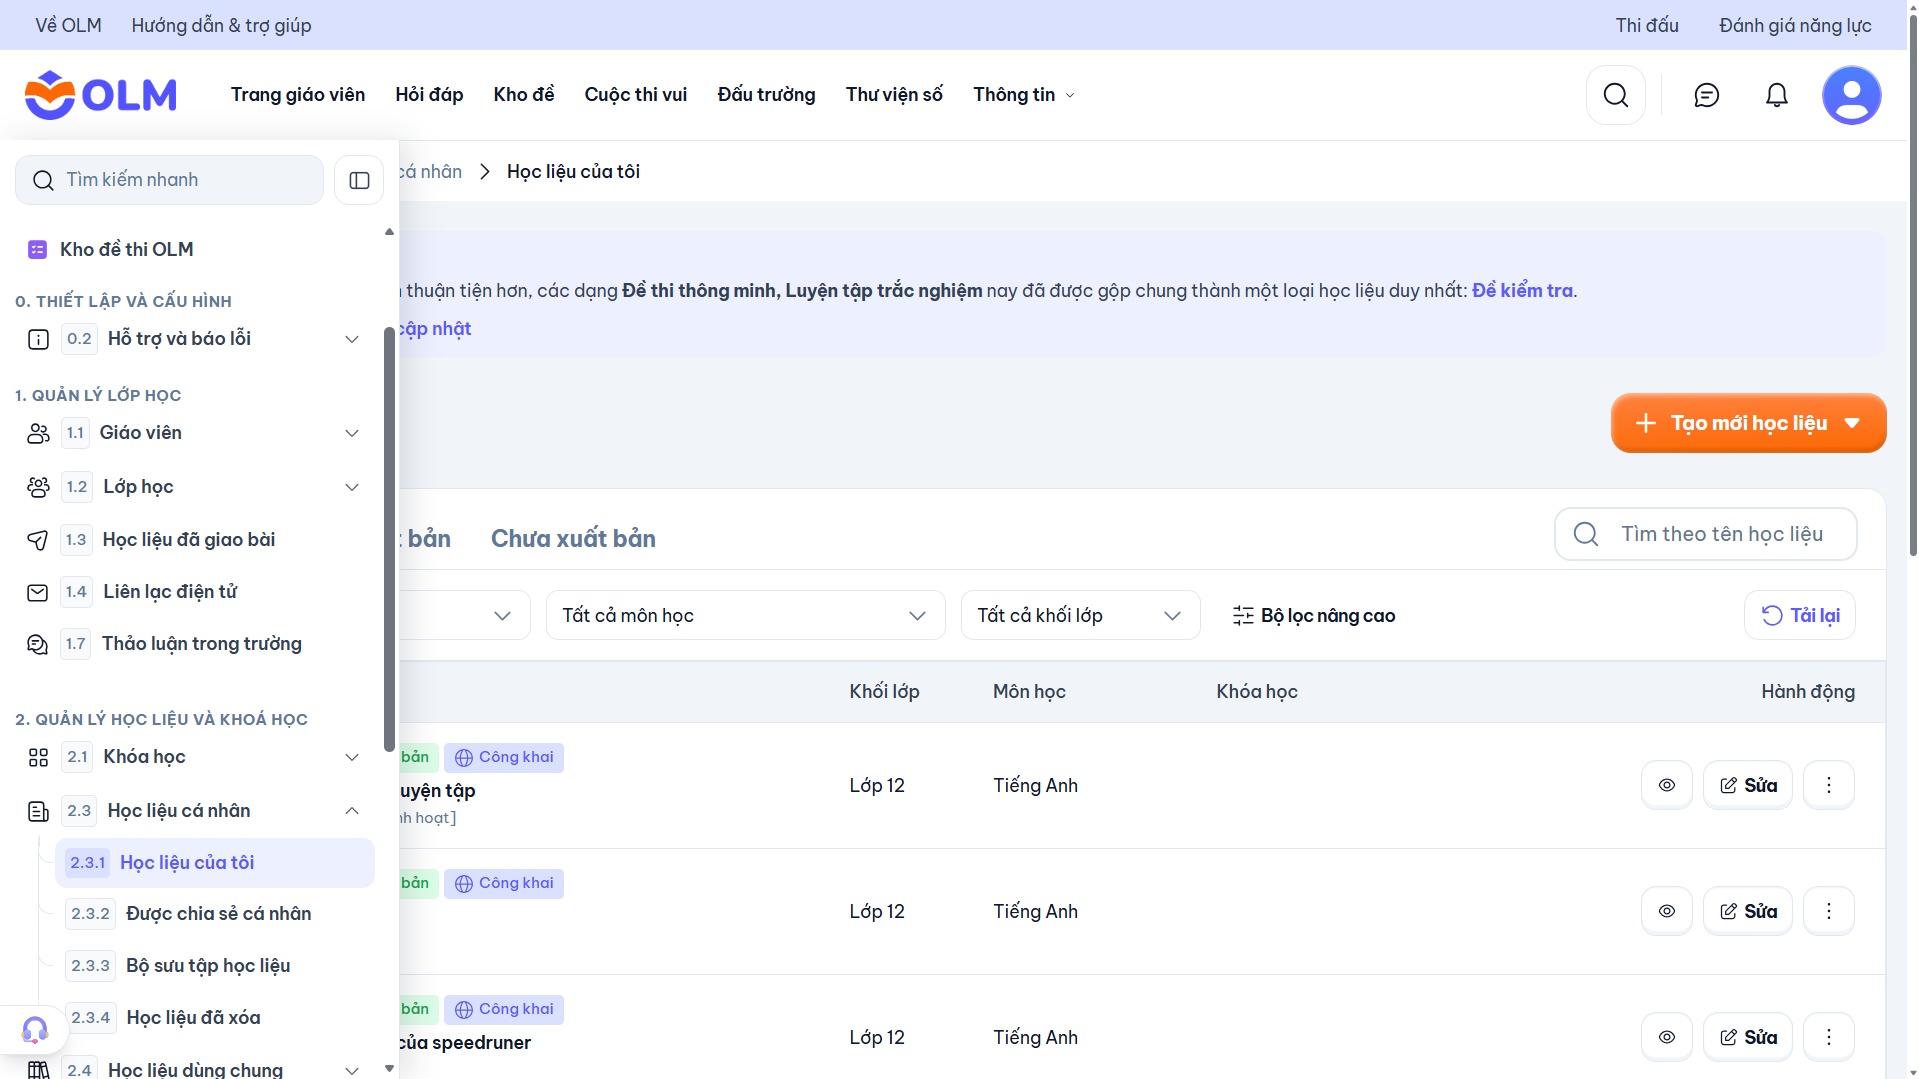 Về OLM
Hướng dẫn & trợ giúp
Thi đấu
Đánh giá năng lực
OLM
Trang giáo viên
Hỏi đáp
Kho đề
Cuộc thi vui
Đấu trường
Thư viện số
Thông tin
Tìm kiếm nhanh
Kho đề thi OLM
0. THIẾT LẬP VÀ CẤU HÌNH
0.2 Hỗ trợ và báo lỗi
1. QUẢN LÝ LỚP HỌC
1.1 Giáo viên
1.2 Lớp học
1.3 Học liệu đã giao bài
1.4 Liên lạc điện tử
1.7 Thảo luận trong trường
2. QUẢN LÝ HỌC LIỆU VÀ KHOÁ HỌC
2.1 Khóa học
2.3 Học liệu cá nhân
2.3.1 Học liệu của tôi
2.3.2 Được chia sẻ cá nhân
2.3.3 Bộ sưu tập học liệu
2.3.4 Học liệu đã xóa
2.4 Học liệu dùng chung
cá nhân > Học liệu của tôi
thuận tiện hơn, các dạng Đề thi thông minh, Luyện tập trắc nghiệm nay đã được gộp chung thành một loại học liệu duy nhất: Đề kiểm tra.
cập nhật
Tạo mới học liệu
bản
Chưa xuất bản
Tìm theo tên học liệu
Tất cả môn học
Tất cả khối lớp
Bộ lọc nâng cao
Tải lại
Khối lớp
Môn học
Khóa học
Hành động
bản
Công khai
uyện tập
nh hoạt]
Lớp 12
Tiếng Anh
Sửa
bản
Công khai
Lớp 12
Tiếng Anh
Sửa
bản
Công khai
của speedruner
Lớp 12
Tiếng Anh
Sửa